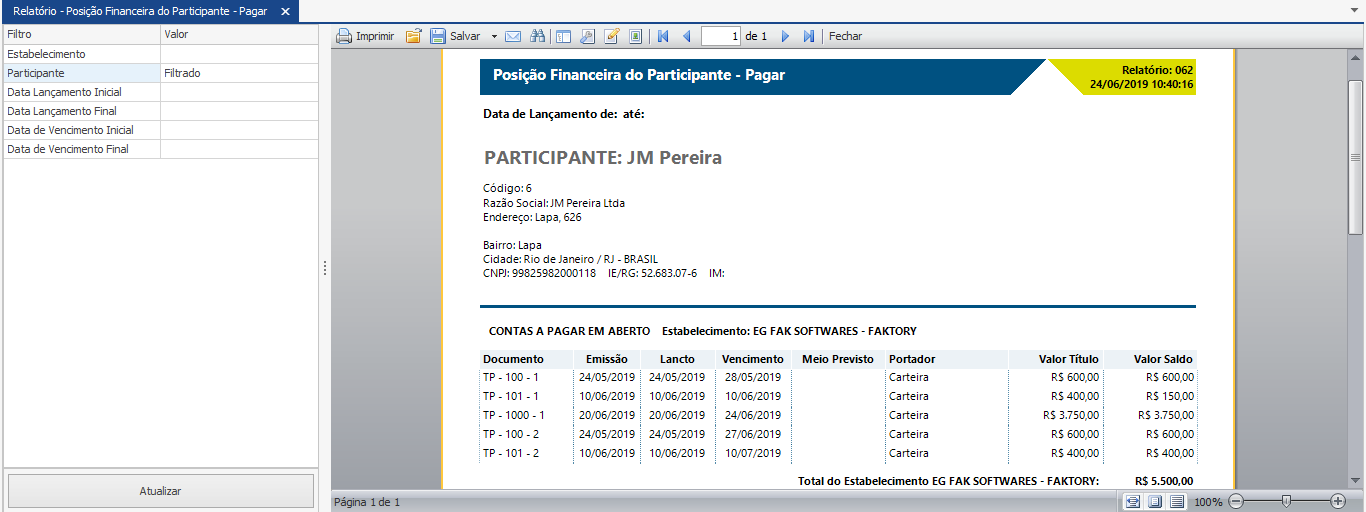 Relatório - Posição Financeira do Participante - Pagar
Filtro Valor
Estabelecimento
Participante Filtrado
Data Lançamento Inicial
Data Lançamento Final
Data de Vencimento Inicial
Data de Vencimento Final
Atualizar
Imprimir Salvar 1 de 1 Fechar
Posição Financeira do Participante - Pagar
Relatório: 062
24/06/2019 10:40:16
Data de Lançamento de: até:
PARTICIPANTE: JM Pereira
Código: 6
Razão Social: JM Pereira Ltda
Endereço: Lapa, 626
Bairro: Lapa
Cidade: Rio de Janeiro / RJ - BRASIL
CNPJ: 99825982000118 IE/RG: 52.683.07-6 IM:
CONTAS A PAGAR EM ABERTO Estabelecimento: EG FAK SOFTWARES - FAKTORY
Documento Emissão Lancto Vencimento Meio Previsto Portador Valor Título Valor Saldo
TP - 100 - 1 24/05/2019 24/05/2019 28/05/2019 Carteira R$ 600,00 R$ 600,00
TP - 101 - 1 10/06/2019 10/06/2019 10/06/2019 Carteira R$ 400,00 R$ 150,00
TP - 1000 - 1 20/06/2019 20/06/2019 24/06/2019 Carteira R$ 3.750,00 R$ 3.750,00
TP - 100 - 2 24/05/2019 24/05/2019 27/06/2019 Carteira R$ 600,00 R$ 600,00
TP - 101 - 2 10/06/2019 10/06/2019 10/07/2019 Carteira R$ 400,00 R$ 400,00
Total do Estabelecimento EG FAK SOFTWARES - FAKTORY: R$ 5.500,00
Página 1 de 1 100%